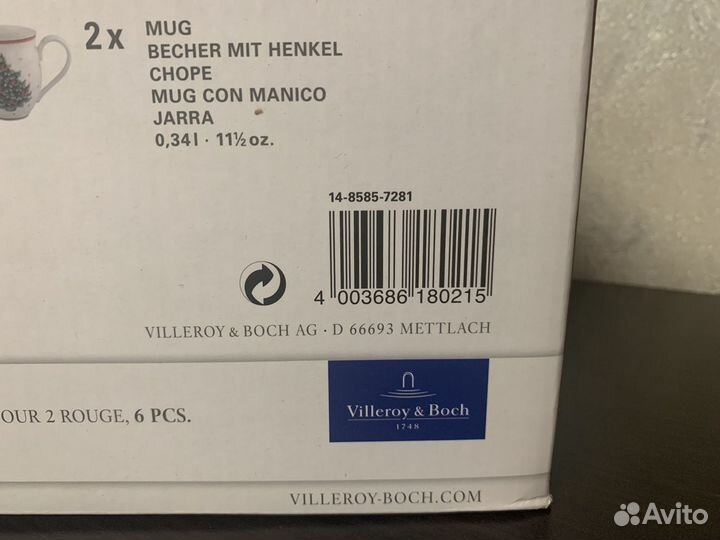 2x MUG
BECHER MIT HENKEL
CHOPE
MUG CON MANICO
JARRA
0,34 l · 11½ oz.
14-8585-7281
4 003686 180215
VILLEROY & BOCH AG · D 66693 METTLACH
OUR 2 ROUGE, 6 PCS.
Villeroy & Boch
1748
VILLEROY-BOCH.COM
Avito